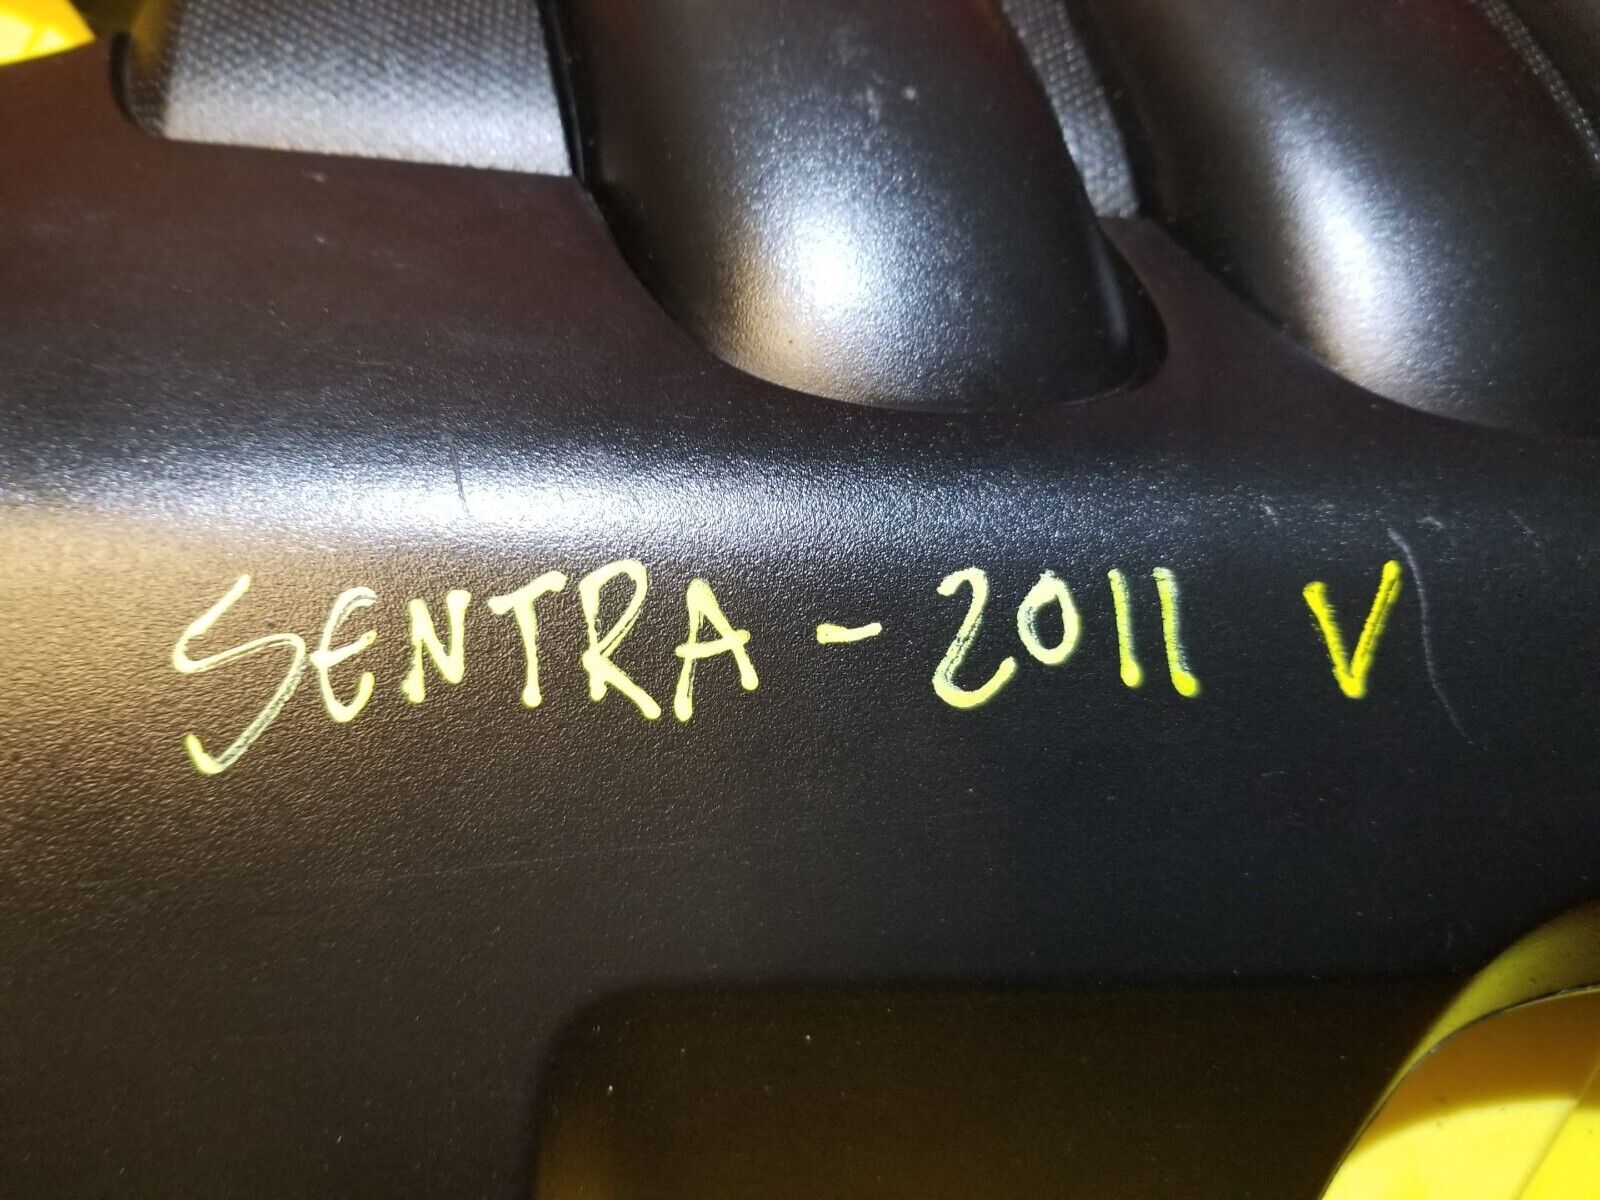 SENTRA - 2011 V